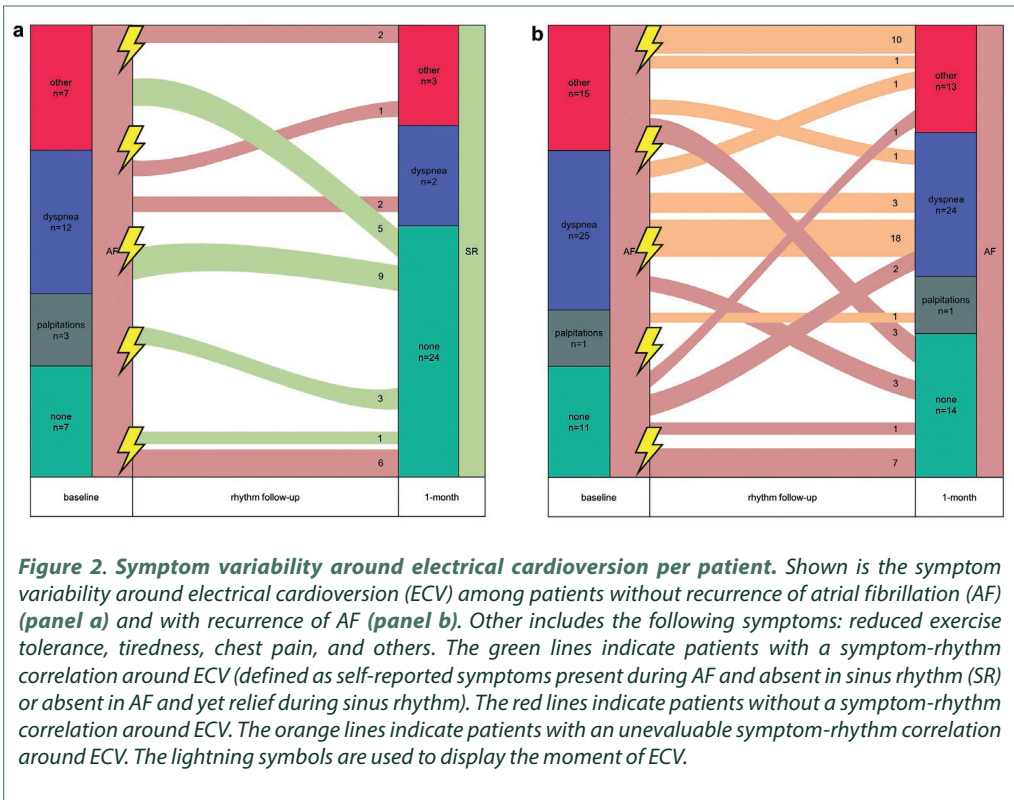 a
other
n=7
dyspnea
n=12
palpitations
n=3
none
n=7
AF
2
1
2
5
9
3
1
6
other
n=3
dyspnea
n=2
none
n=24
SR
baseline
rhythm follow-up
1-month
b
other
n=15
dyspnea
n=25
palpitations
n=1
none
n=11
AF
10
1
1
1
1
3
18
2
1
3
3
1
7
other
n=13
dyspnea
n=24
palpitations
n=1
none
n=14
AF
baseline
rhythm follow-up
1-month
Figure 2. Symptom variability around electrical cardioversion per patient. Shown is the symptom
variability around electrical cardioversion (ECV) among patients without recurrence of atrial fibrillation (AF)
(panel a) and with recurrence of AF (panel b). Other includes the following symptoms: reduced exercise
tolerance, tiredness, chest pain, and others. The green lines indicate patients with a symptom-rhythm
correlation around ECV (defined as self-reported symptoms present during AF and absent in sinus rhythm (SR)
or absent in AF and yet relief during sinus rhythm). The red lines indicate patients without a symptom-rhythm
correlation around ECV. The orange lines indicate patients with an unevaluable symptom-rhythm correlation
around ECV. The lightning symbols are used to display the moment of ECV.